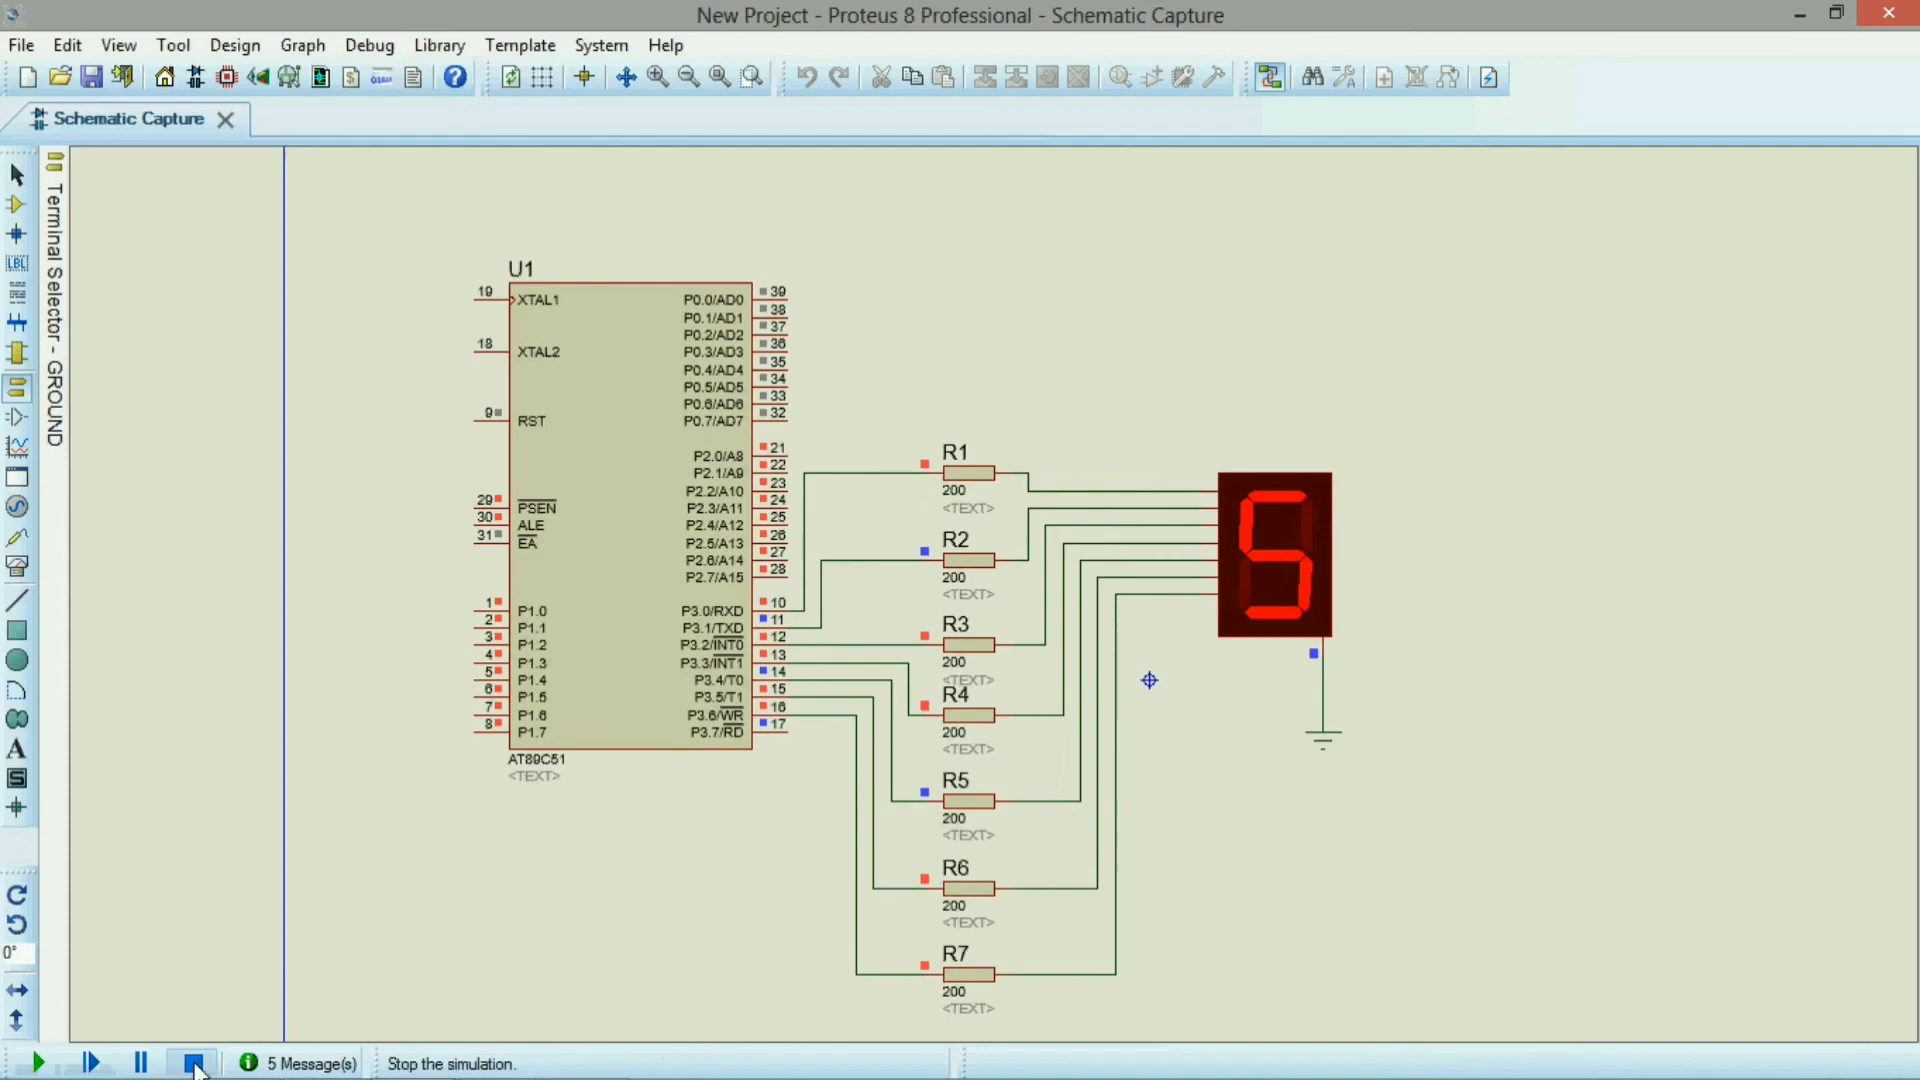 New Project - Proteus 8 Professional - Schematic Capture
File Edit View Tool Design Graph Debug Library Template System Help
Schematic Capture
Terminal Selector - GROUND
LBL
A
S
0°
U1
19 XTAL1
18 XTAL2
9 RST
29 PSEN
30 ALE
31 EA
1 P1.0
2 P1.1
3 P1.2
4 P1.3
5 P1.4
6 P1.5
7 P1.6
8 P1.7
P0.0/AD0 39
P0.1/AD1 38
P0.2/AD2 37
P0.3/AD3 36
P0.4/AD4 35
P0.5/AD5 34
P0.6/AD6 33
P0.7/AD7 32
P2.0/A8 21
P2.1/A9 22
P2.2/A10 23
P2.3/A11 24
P2.4/A12 25
P2.5/A13 26
P2.6/A14 27
P2.7/A15 28
P3.0/RXD 10
P3.1/TXD 11
P3.2/INT0 12
P3.3/INT1 13
P3.4/T0 14
P3.5/T1 15
P3.6/WR 16
P3.7/RD 17
AT89C51
<TEXT>
R1
200
<TEXT>
R2
200
<TEXT>
R3
200
<TEXT>
R4
200
<TEXT>
R5
200
<TEXT>
R6
200
<TEXT>
R7
200
<TEXT>
5
5 Message(s)
Stop the simulation.